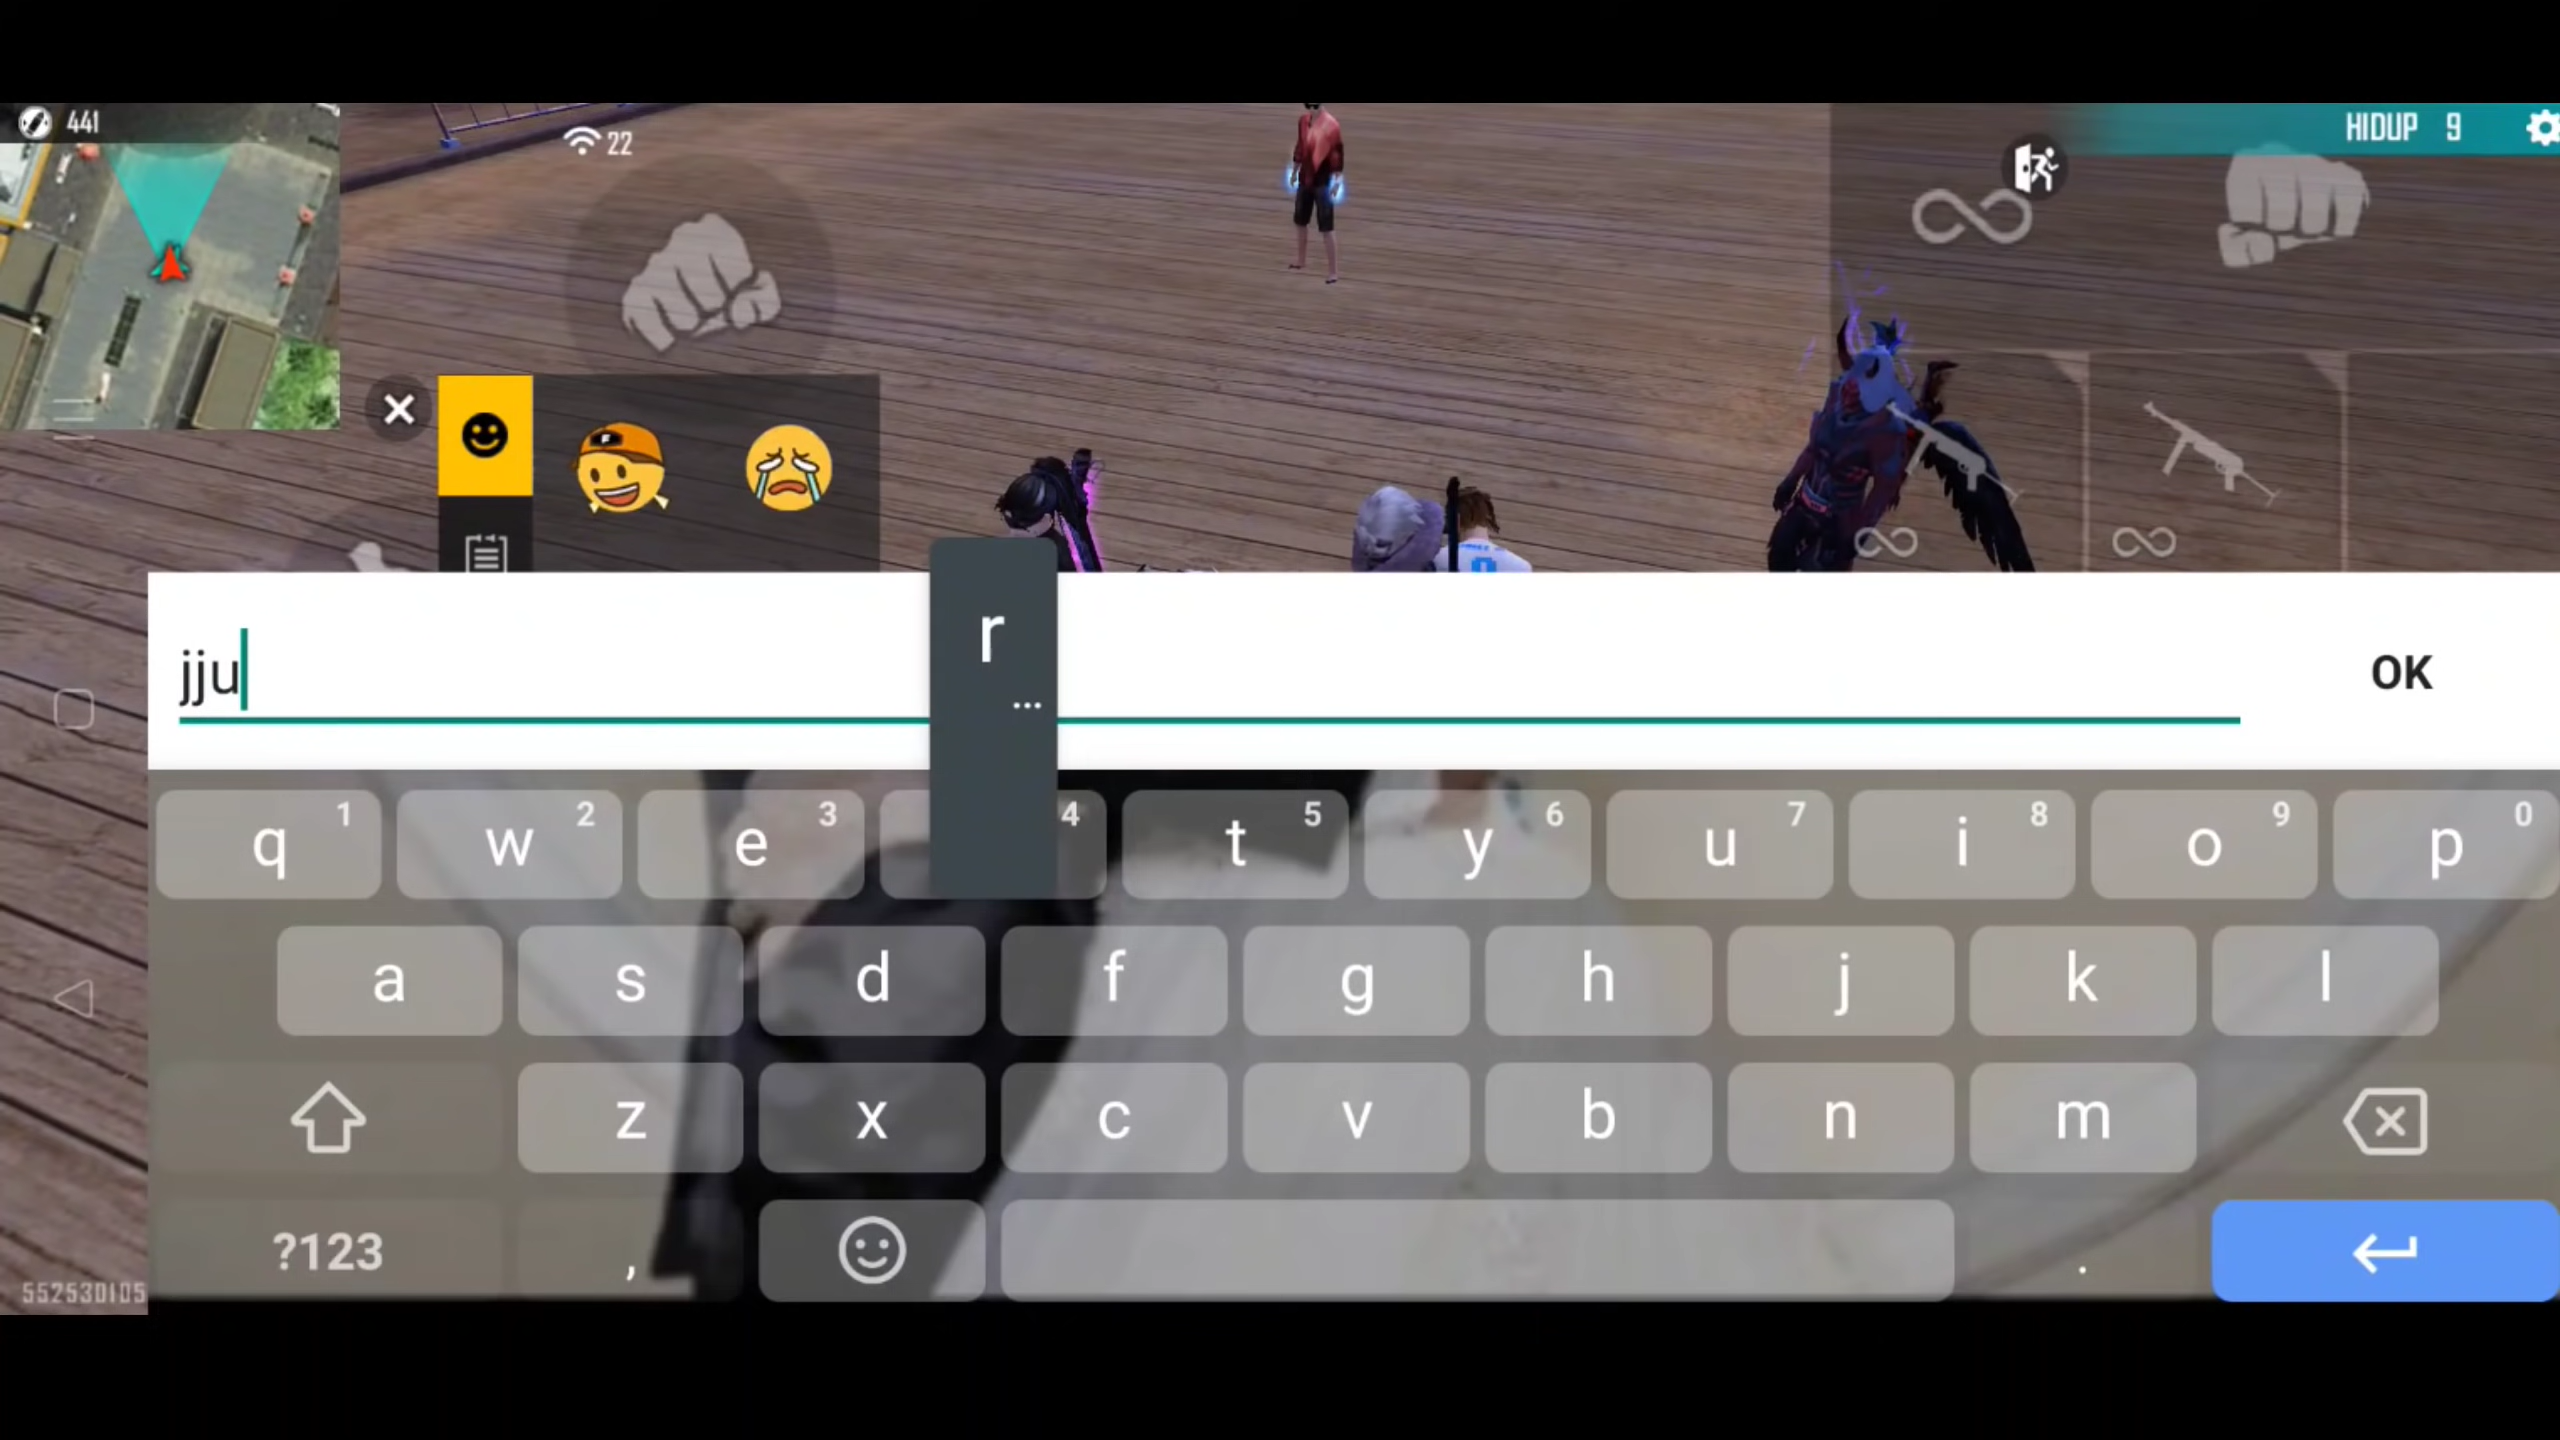 441
22
HIDUP 9
F
jju
OK
r
...
q 1 w 2 e 3 4 t 5 y 6 u 7 i 8 o 9 p 0
a s d f g h j k l
z x c v b n m
?123 , .
552530105